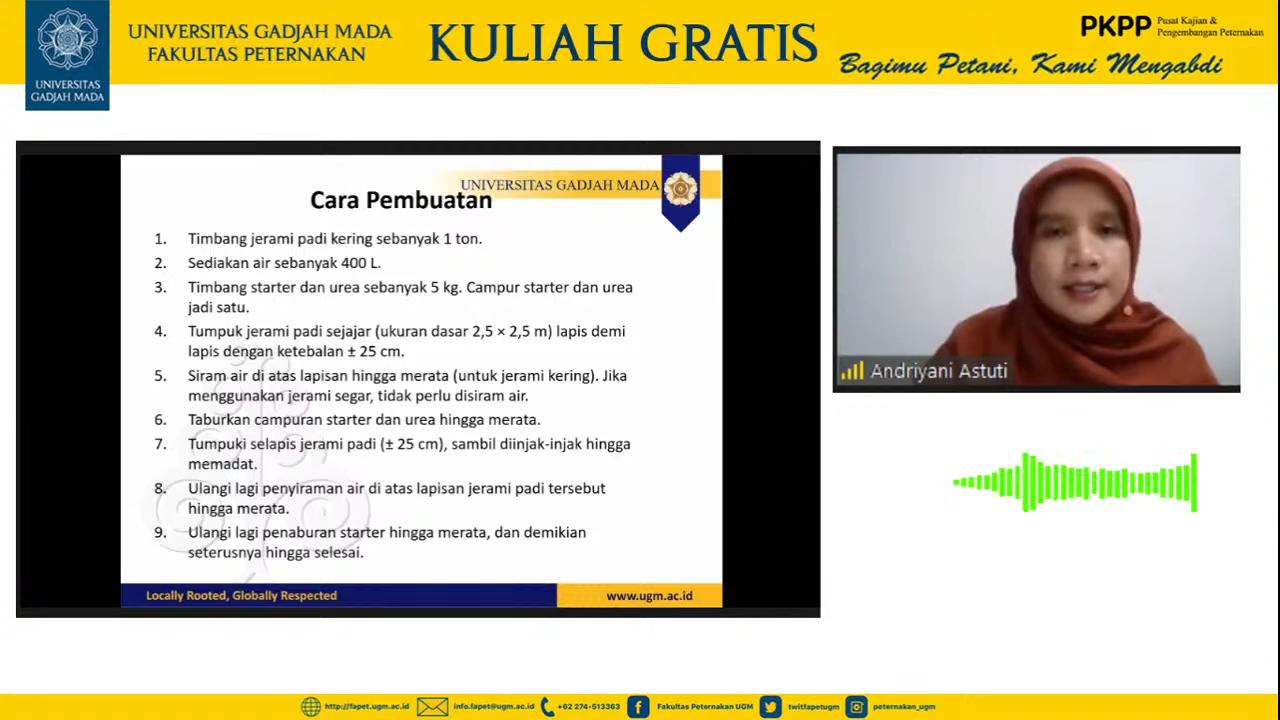 UNIVERSITAS GADJAH MADA
FAKULTAS PETERNAKAN
KULIAH GRATIS
PKPP
Pusat Kajian &
Pengembangan Peternakan
Bagimu Petani, Kami Mengabdi
UNIVERSITAS
GADJAH MADA
UNIVERSITAS GADJAH MADA
Cara Pembuatan
1. Timbang jerami padi kering sebanyak 1 ton.
2. Sediakan air sebanyak 400 L.
3. Timbang starter dan urea sebanyak 5 kg. Campur starter dan urea
jadi satu.
4. Tumpuk jerami padi sejajar (ukuran dasar 2,5 × 2,5 m) lapis demi
lapis dengan ketebalan ± 25 cm.
5. Siram air di atas lapisan hingga merata (untuk jerami kering). Jika
menggunakan jerami segar, tidak perlu disiram air.
6. Taburkan campuran starter dan urea hingga merata.
7. Tumpuki selapis jerami padi (± 25 cm), sambil diinjak-injak hingga
memadat.
8. Ulangi lagi penyiraman air di atas lapisan jerami padi tersebut
hingga merata.
9. Ulangi lagi penaburan starter hingga merata, dan demikian
seterusnya hingga selesai.
Locally Rooted, Globally Respected
www.ugm.ac.id
Andriyani Astuti
http://fapet.ugm.ac.id
info.fapet@ugm.ac.id
+62 274-513363
Fakultas Peternakan UGM
twitfapetugm
peternakan_ugm